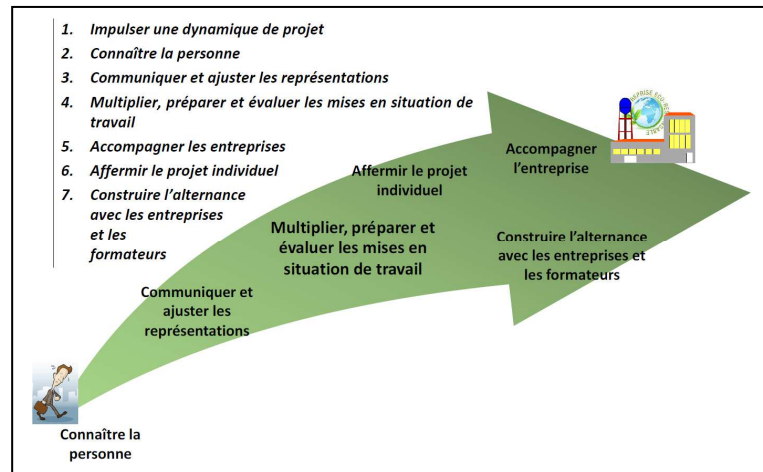 1. Impulser une dynamique de projet
2. Connaître la personne
3. Communiquer et ajuster les représentations
4. Multiplier, préparer et évaluer les mises en situation de
travail
5. Accompagner les entreprises
6. Affermir le projet individuel
7. Construire l'alternance
avec les entreprises
et les
formateurs
Accompagner
l'entreprise
Affermir le projet
individuel
Multiplier, préparer et
évaluer les mises en
situation de travail
Construire l'alternance
avec les entreprises et
les formateurs
Communiquer et
ajuster les
représentations
Connaître la
personne